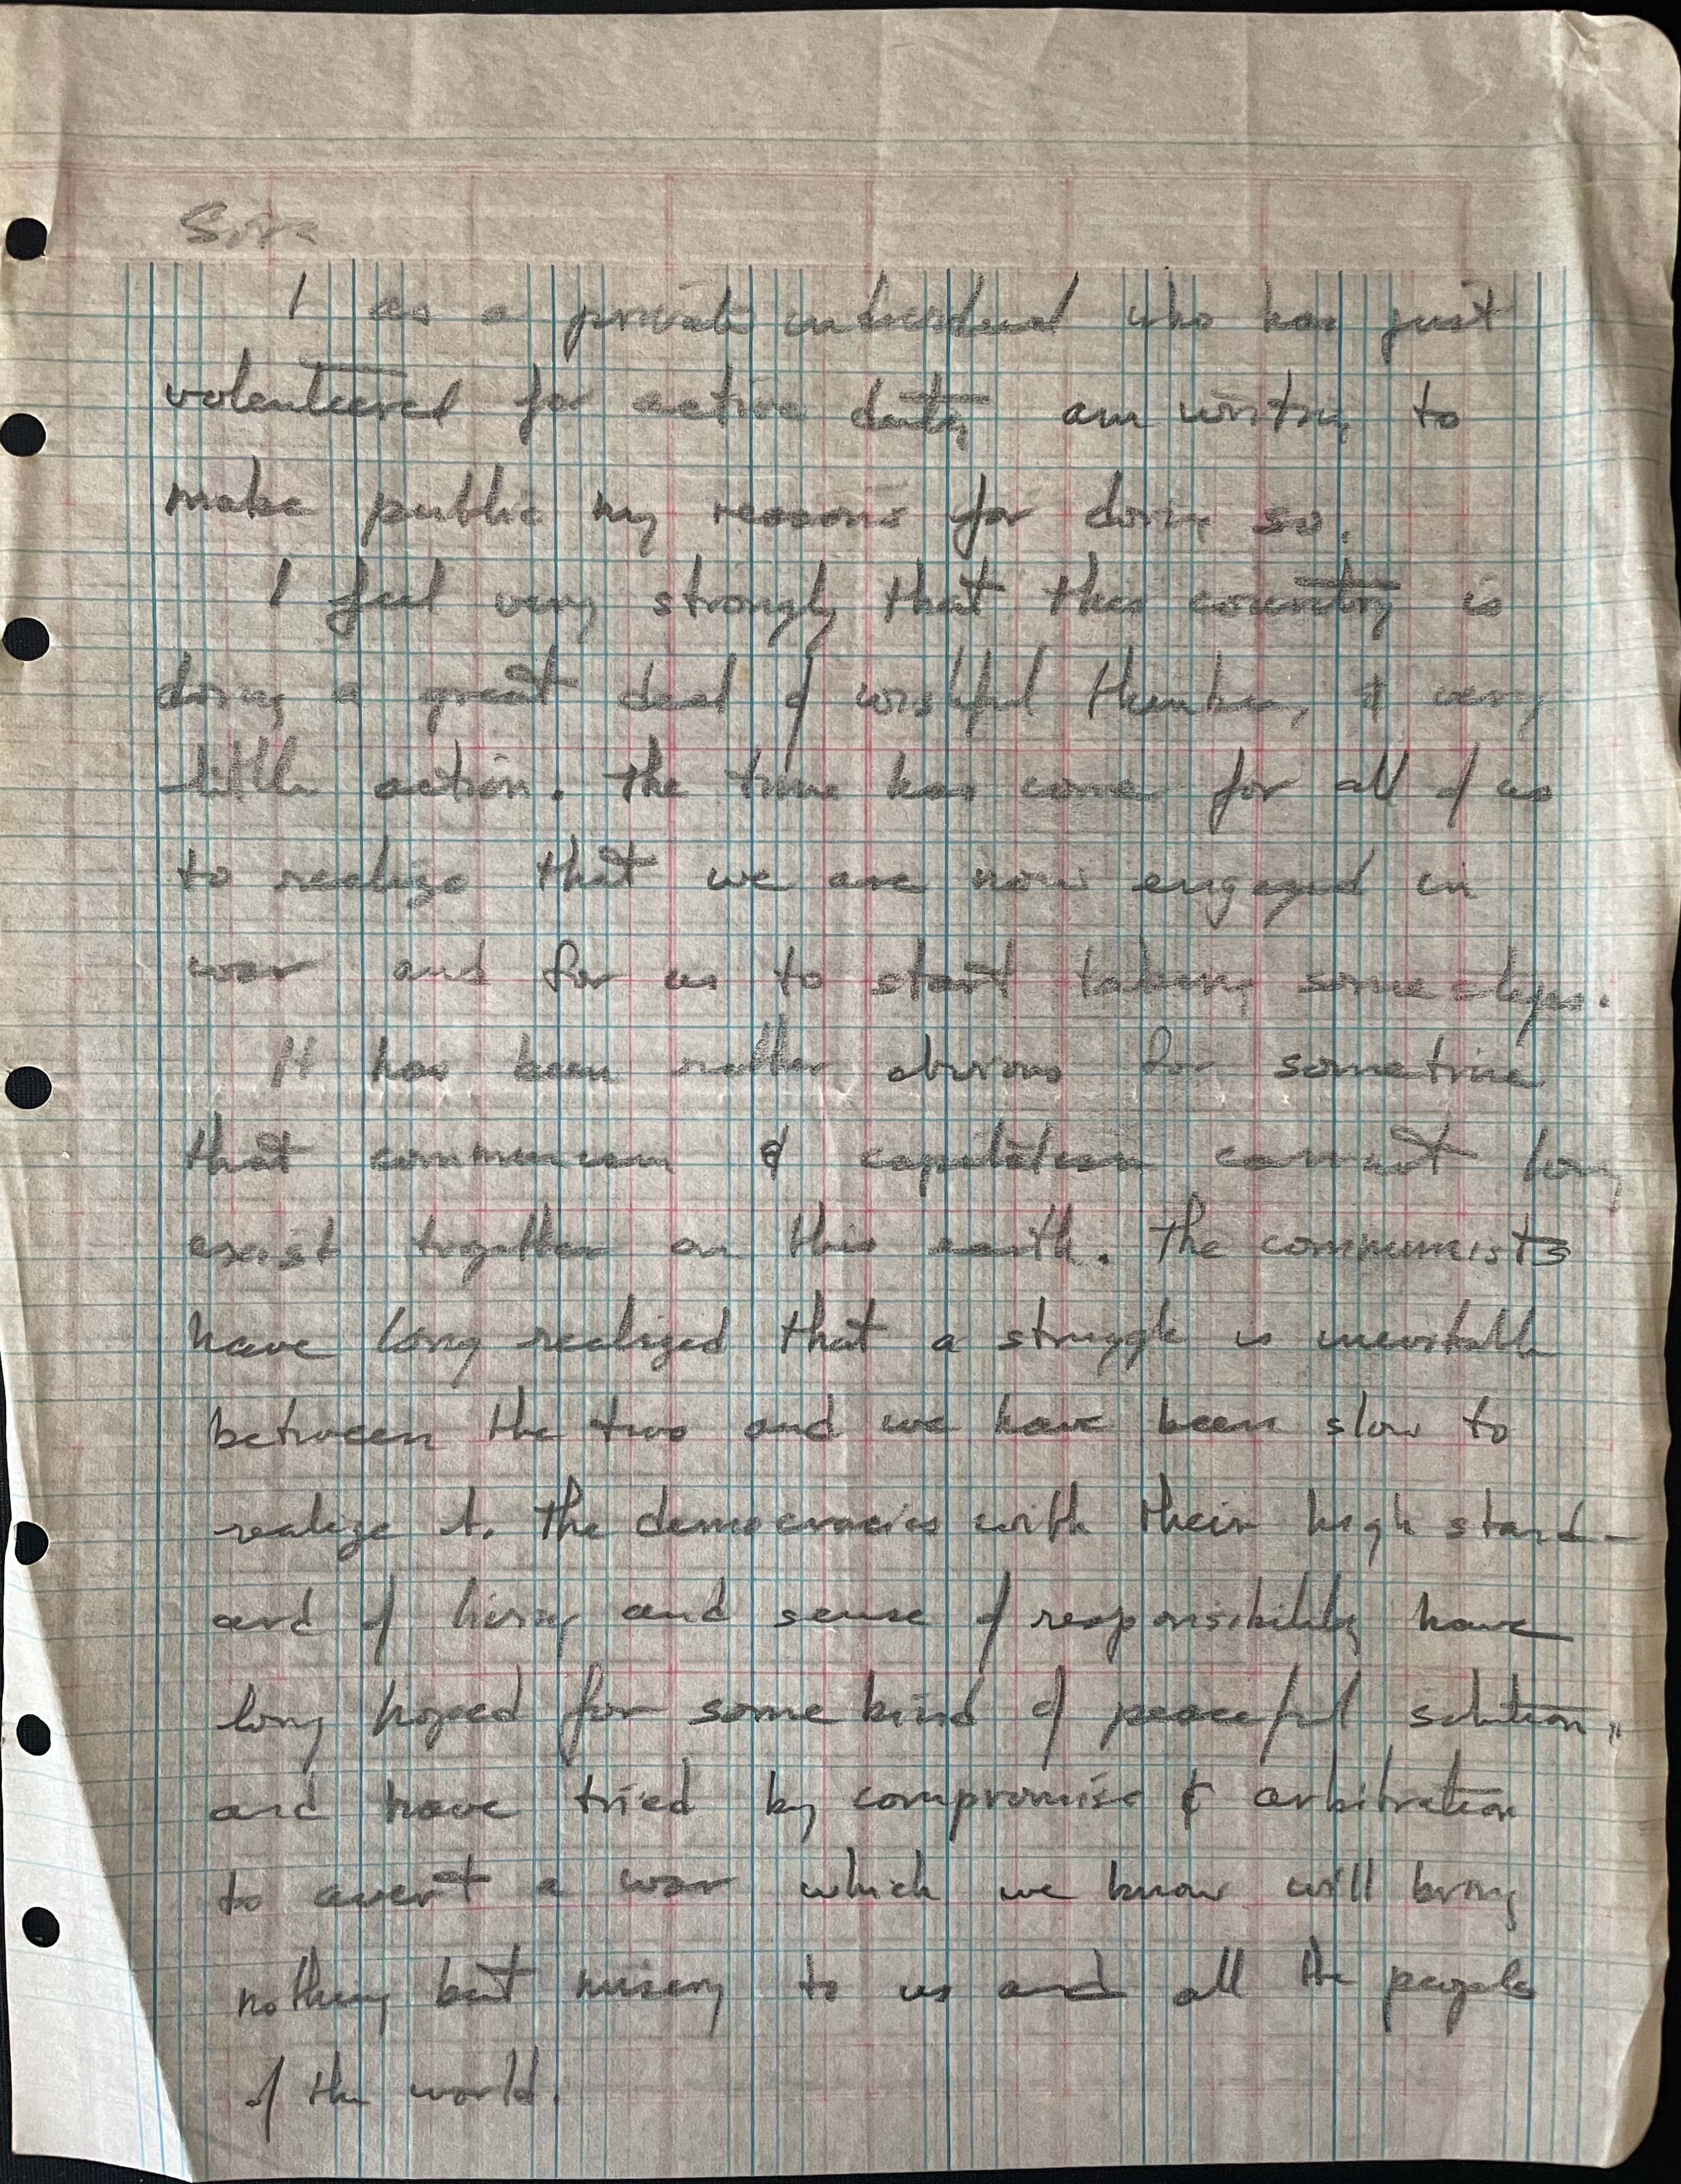 Sirs
I as a private individual who has just
volunteered for active duty am writing to
make public my reasons for doing so.
I feel very strongly that this country is
doing a great deal of wishful thinking & very
little action. The time has come for all of us
to realize that we are now engaged in
war and for us to start taking some steps.
It has been rather obvious for sometime
that communism & capitalism cannot long
exist together on this earth. The communists
have long realized that a struggle is inevitable
between the two and we have been slow to
realize it. The democracies with their high stand-
ard of living and sense of responsibility have
long hoped for some kind of peaceful solution,
and have tried by compromise & arbitration
to avert a war which we know will bring
nothing but misery to us and all the people
of the world.